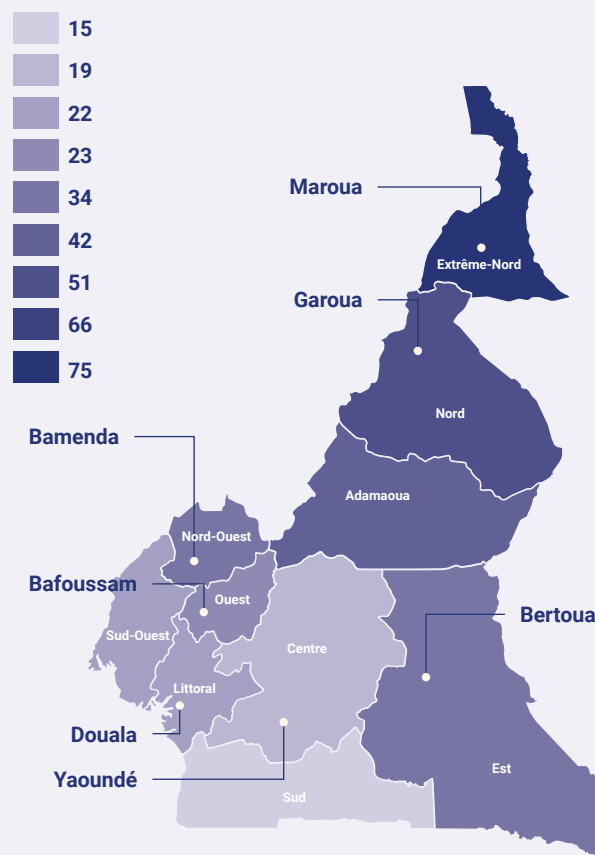 15
19
22
23
34
42
51
66
75
Maroua
Extrême-Nord
Garoua
Nord
Bamenda
Adamaoua
Nord-Ouest
Bafoussam
Ouest
Bertoua
Sud-Ouest
Centre
Littoral
Douala
Est
Yaoundé
Sud